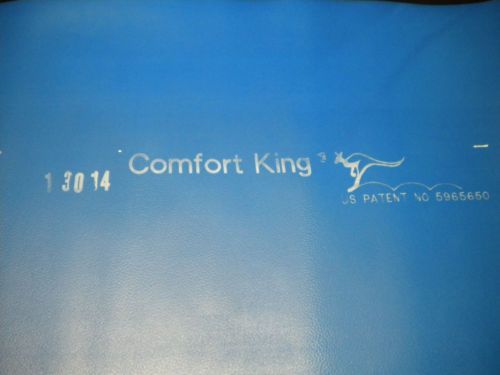 Comfort King
1 30 14
US PATENT NO 5965650